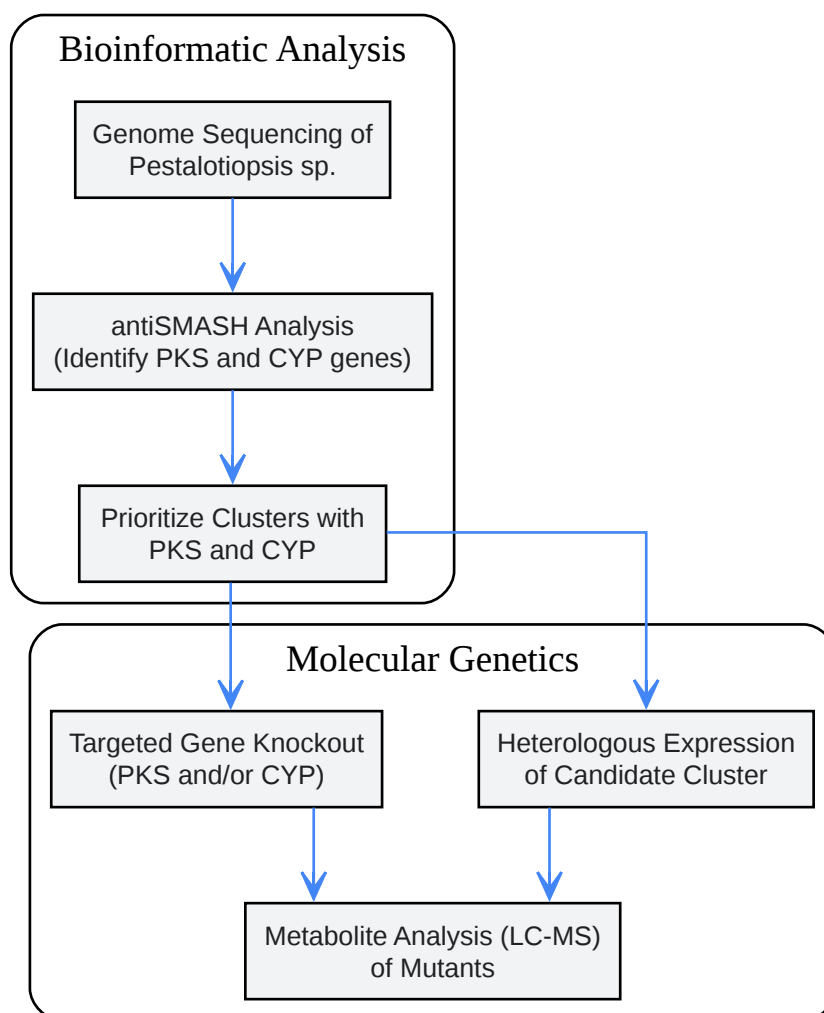 Bioinformatic Analysis
Genome Sequencing of
Pestalotiopsis sp.
antiSMASH Analysis
(Identify PKS and CYP genes)
Prioritize Clusters with
PKS and CYP
Molecular Genetics
Targeted Gene Knockout
(PKS and/or CYP)
Heterologous Expression
of Candidate Cluster
Metabolite Analysis (LC-MS)
of Mutants